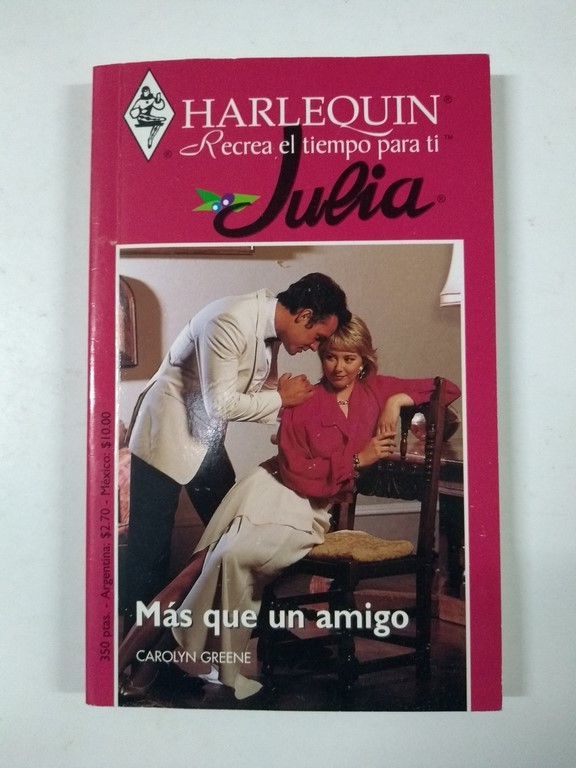 HARLEQUIN®
Recrea el tiempo para ti™
Julia®
®
Más que un amigo
CAROLYN GREENE
350 ptas. - Argentina: $2.70 - México: $10.00